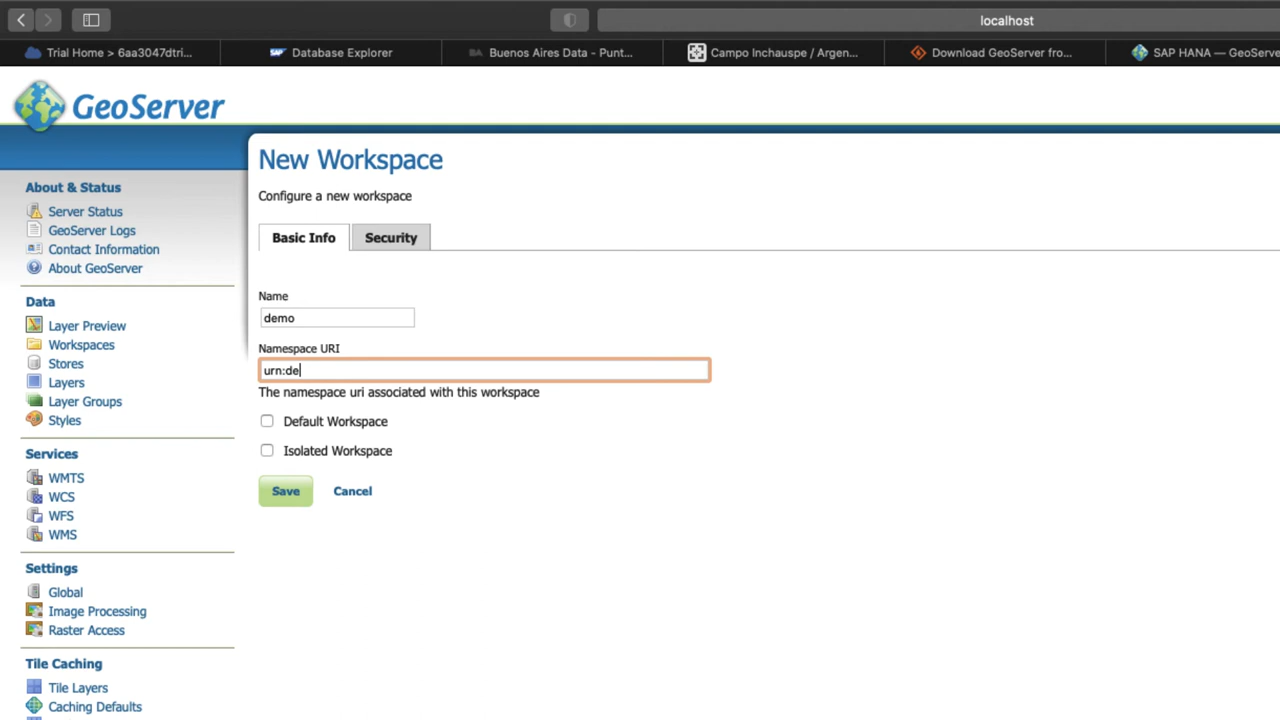 localhost
Trial Home > 6aa3047dtri...
Database Explorer
BA Buenos Aires Data - Punt...
Campo Inchauspe / Argen...
Download GeoServer fro...
SAP HANA — GeoServe
GeoServer
About & Status
Server Status
GeoServer Logs
Contact Information
About GeoServer
Data
Layer Preview
Workspaces
Stores
Layers
Layer Groups
Styles
Services
WMTS
WCS
WFS
WMS
Settings
Global
Image Processing
Raster Access
Tile Caching
Tile Layers
Caching Defaults
New Workspace
Configure a new workspace
Basic Info
Security
Name
demo
Namespace URI
urn:de
The namespace uri associated with this workspace
Default Workspace
Isolated Workspace
Save
Cancel